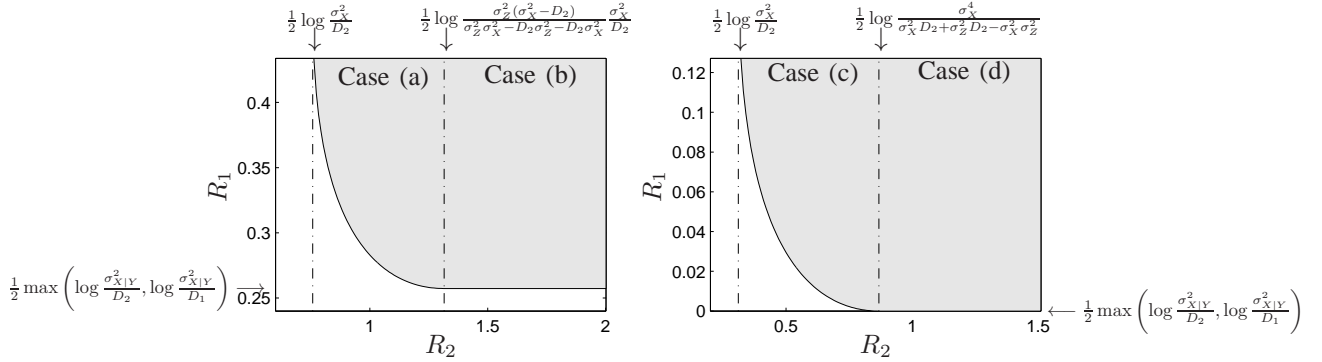 ½ log σ²_X/D₂
½ log σ²_Z(σ²_X−D₂)/(σ²_Zσ²_X−D₂σ²_Z−D₂σ²_X) σ²_X/D₂
Case (a)
Case (b)
0.4
0.35
0.3
0.25
R₁
1
1.5
2
R₂
½ max (log σ²_{X|Y}/D₂, log σ²_{X|Y}/D₁)
½ log σ²_X/D₂
½ log σ⁴_X/(σ²_XD₂+σ²_ZD₂−σ²_Xσ²_Z)
Case (c)
Case (d)
0.12
0.1
0.08
0.06
0.04
0.02
0
R₁
0.5
1
1.5
R₂
½ max (log σ²_{X|Y}/D₂, log σ²_{X|Y}/D₁)